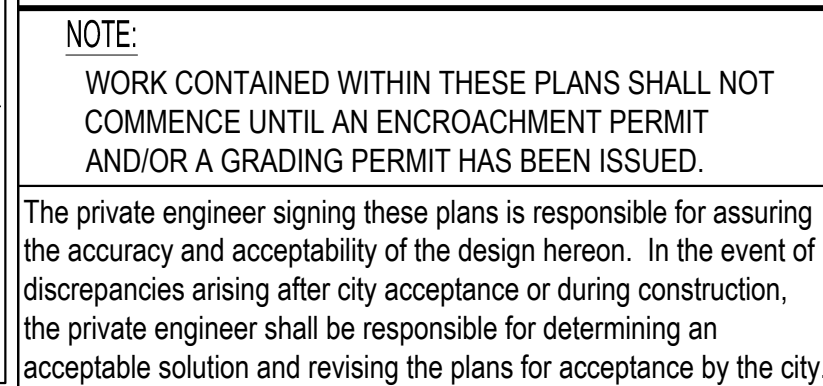 NOTE:
WORK CONTAINED WITHIN THESE PLANS SHALL NOT
COMMENCE UNTIL AN ENCROACHMENT PERMIT
AND/OR A GRADING PERMIT HAS BEEN ISSUED.
The private engineer signing these plans is responsible for assuring
the accuracy and acceptability of the design hereon.  In the event of
discrepancies arising after city acceptance or during construction,
the private engineer shall be responsible for determining an
acceptable solution and revising the plans for acceptance by the city.